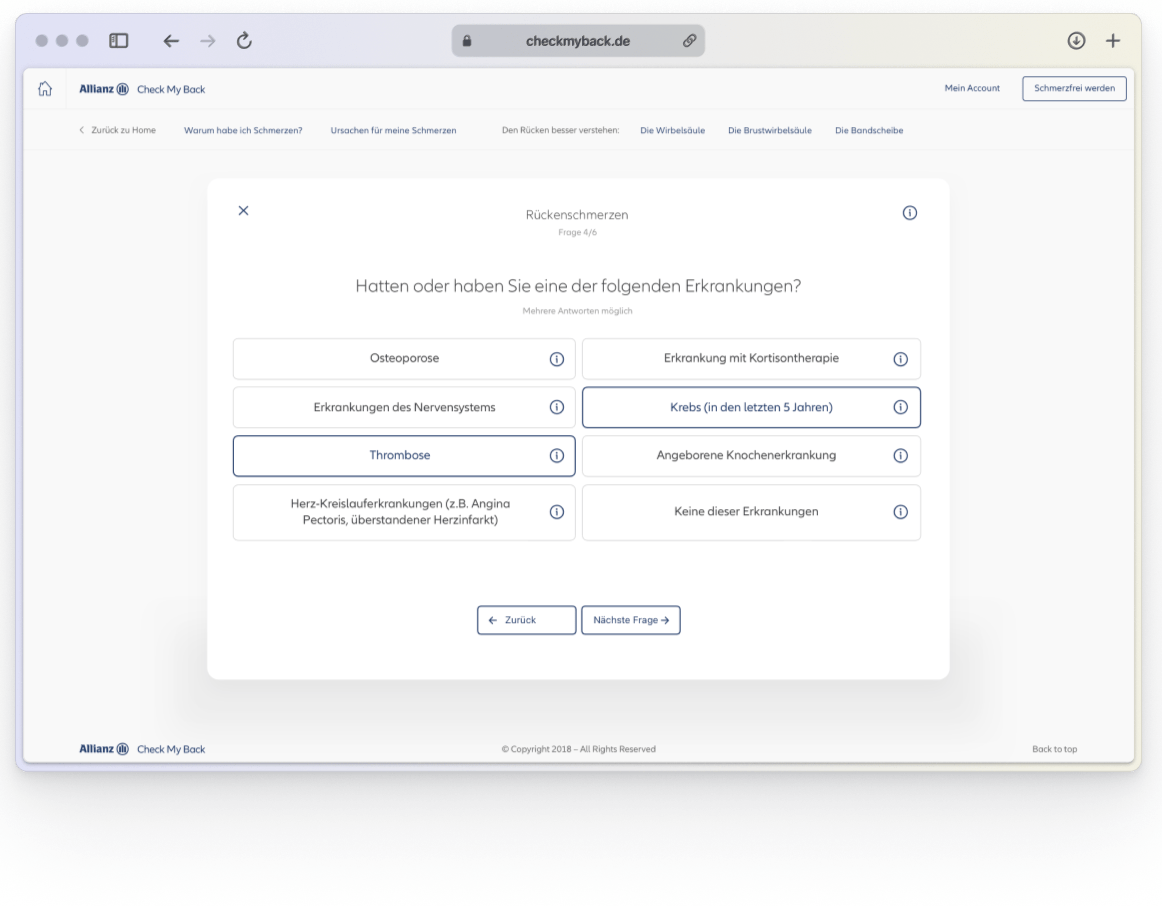 checkmyback.de
Allianz Check My Back
Mein Account
Schmerzfrei werden
Zurück zu Home
Warum habe ich Schmerzen?
Ursachen für meine Schmerzen
Den Rücken besser verstehen:
Die Wirbelsäule
Die Brustwirbelsäule
Die Bandscheibe
Rückenschmerzen
Frage 4/6
Hatten oder haben Sie eine der folgenden Erkrankungen?
Mehrere Antworten möglich
Osteoporose
Erkrankung mit Kortisontherapie
Erkrankungen des Nervensystems
Krebs (in den letzten 5 Jahren)
Thrombose
Angeborene Knochenerkrankung
Herz-Kreislauferkrankungen (z.B. Angina
Pectoris, überstandener Herzinfarkt)
Keine dieser Erkrankungen
← Zurück
Nächste Frage →
Allianz Check My Back
© Copyright 2018 – All Rights Reserved
Back to top